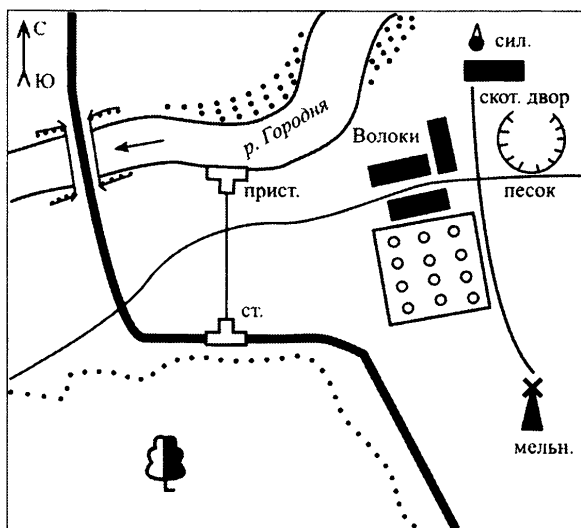 С
Ю
сил.
скот. двор
р. Городня
Волоки
прист.
песок
ст.
мельн.